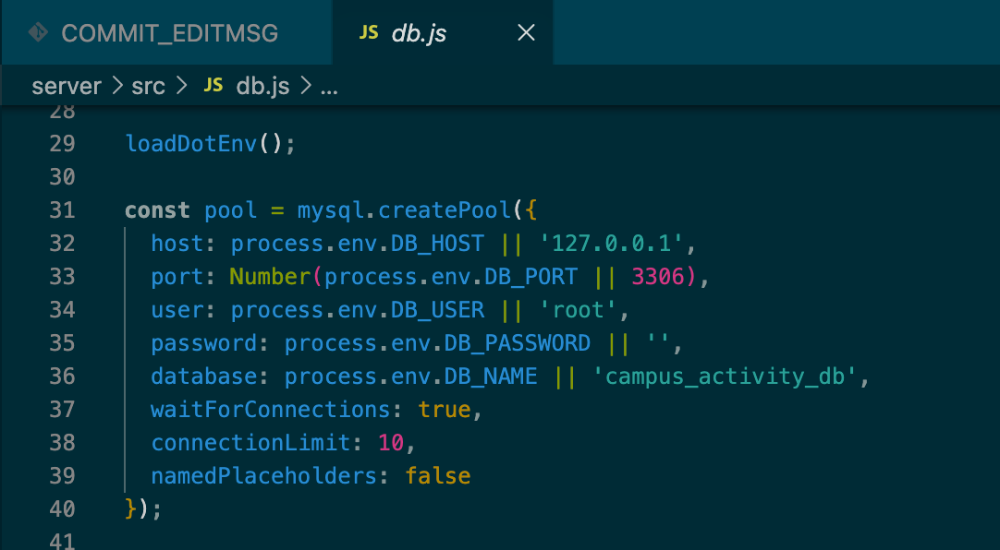 COMMIT_EDITMSG JS db.js
server > src > JS db.js > ...
28
29 loadDotEnv();
30
31 const pool = mysql.createPool({
32 host: process.env.DB_HOST || '127.0.0.1',
33 port: Number(process.env.DB_PORT || 3306),
34 user: process.env.DB_USER || 'root',
35 password: process.env.DB_PASSWORD || '',
36 database: process.env.DB_NAME || 'campus_activity_db',
37 waitForConnections: true,
38 connectionLimit: 10,
39 namedPlaceholders: false
40 });
41